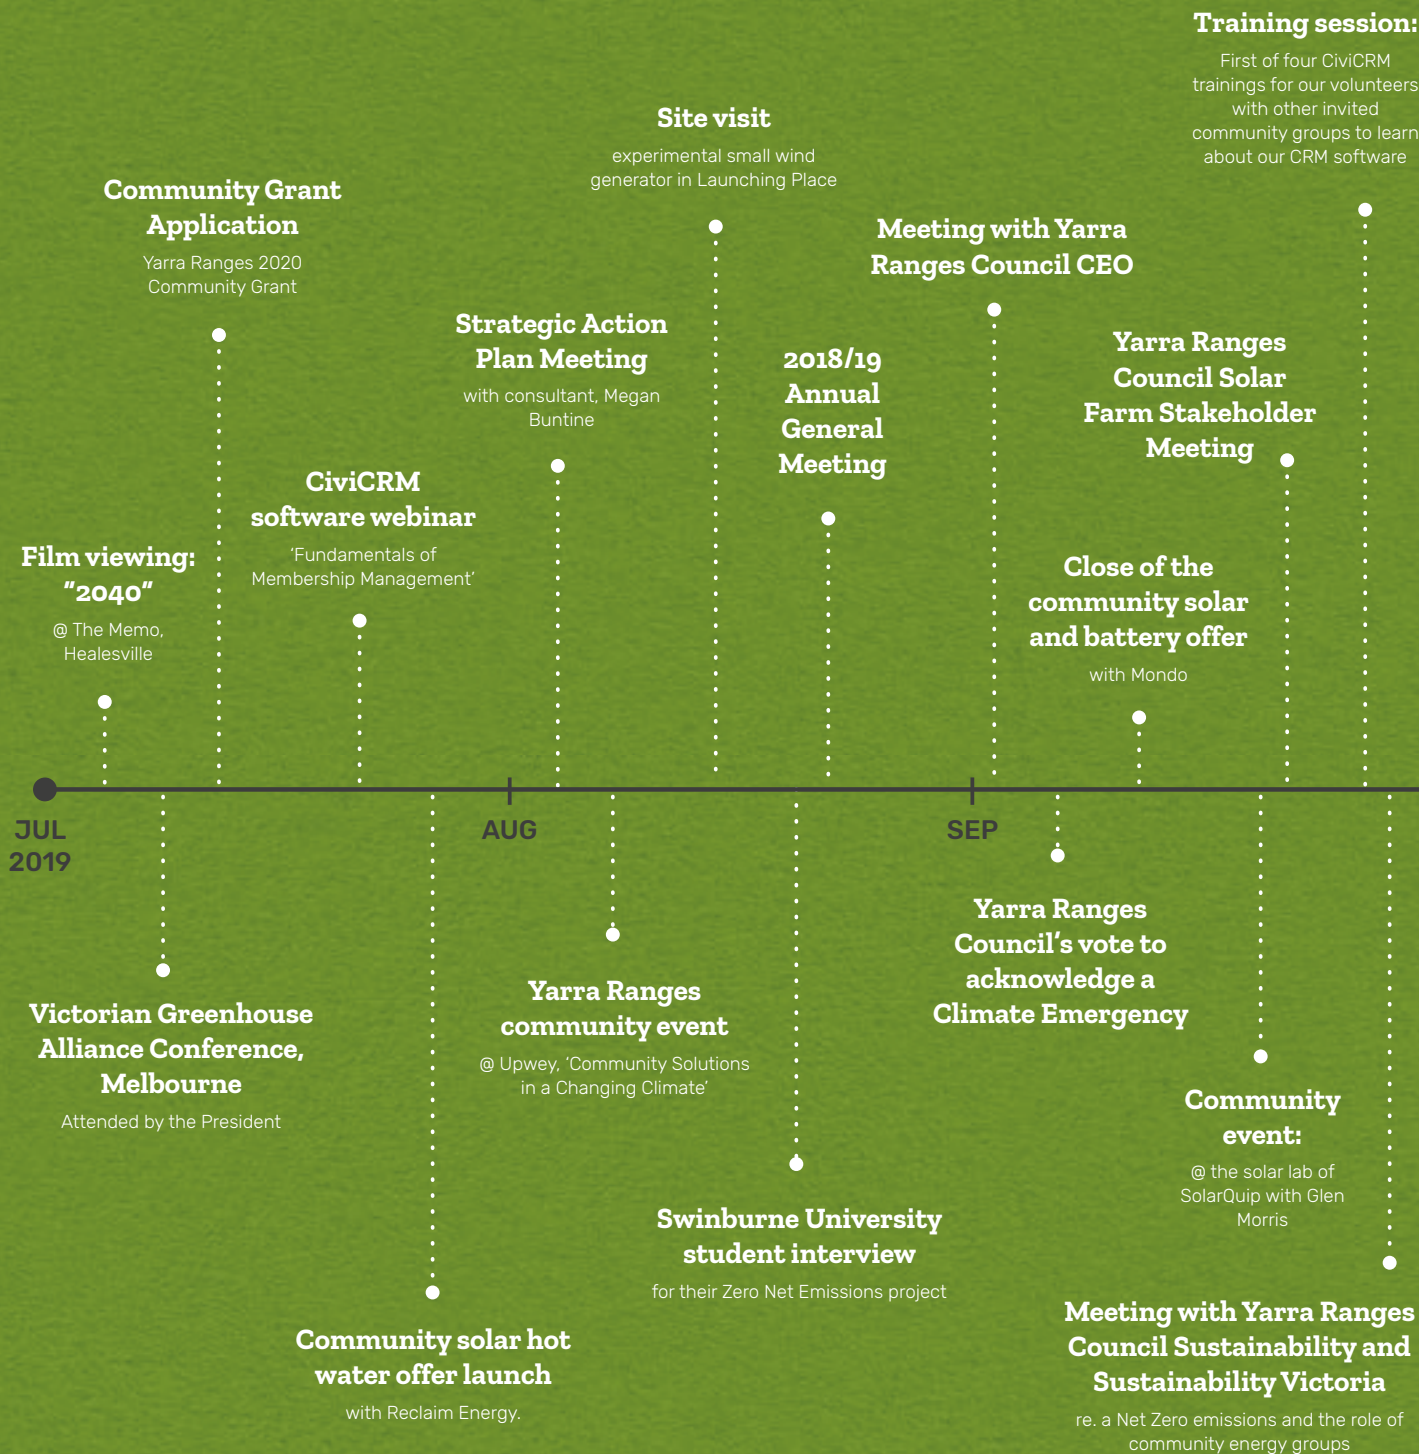 Training session:
First of four CiviCRM
trainings for our volunteers
with other invited
community groups to learn
about our CRM software
Site visit
experimental small wind
generator in Launching Place
Community Grant
Application
Yarra Ranges 2020
Community Grant
Meeting with Yarra
Ranges Council CEO
Strategic Action
Plan Meeting
with consultant, Megan
Buntine
2018/19
Annual
General
Meeting
Yarra Ranges
Council Solar
Farm Stakeholder
Meeting
CiviCRM
software webinar
‘Fundamentals of
Membership Management’
Film viewing:
“2040”
@ The Memo,
Healesville
Close of the
community solar
and battery offer
with Mondo
JUL
2019
AUG
SEP
Yarra Ranges
Council’s vote to
acknowledge a
Climate Emergency
Yarra Ranges
community event
@ Upwey, ‘Community Solutions
in a Changing Climate’
Victorian Greenhouse
Alliance Conference,
Melbourne
Attended by the President
Community
event:
@ the solar lab of
SolarQuip with Glen
Morris
Swinburne University
student interview
for their Zero Net Emissions project
Community solar hot
water offer launch
with Reclaim Energy.
Meeting with Yarra Ranges
Council Sustainability and
Sustainability Victoria
re. a Net Zero emissions and the role of
community energy groups